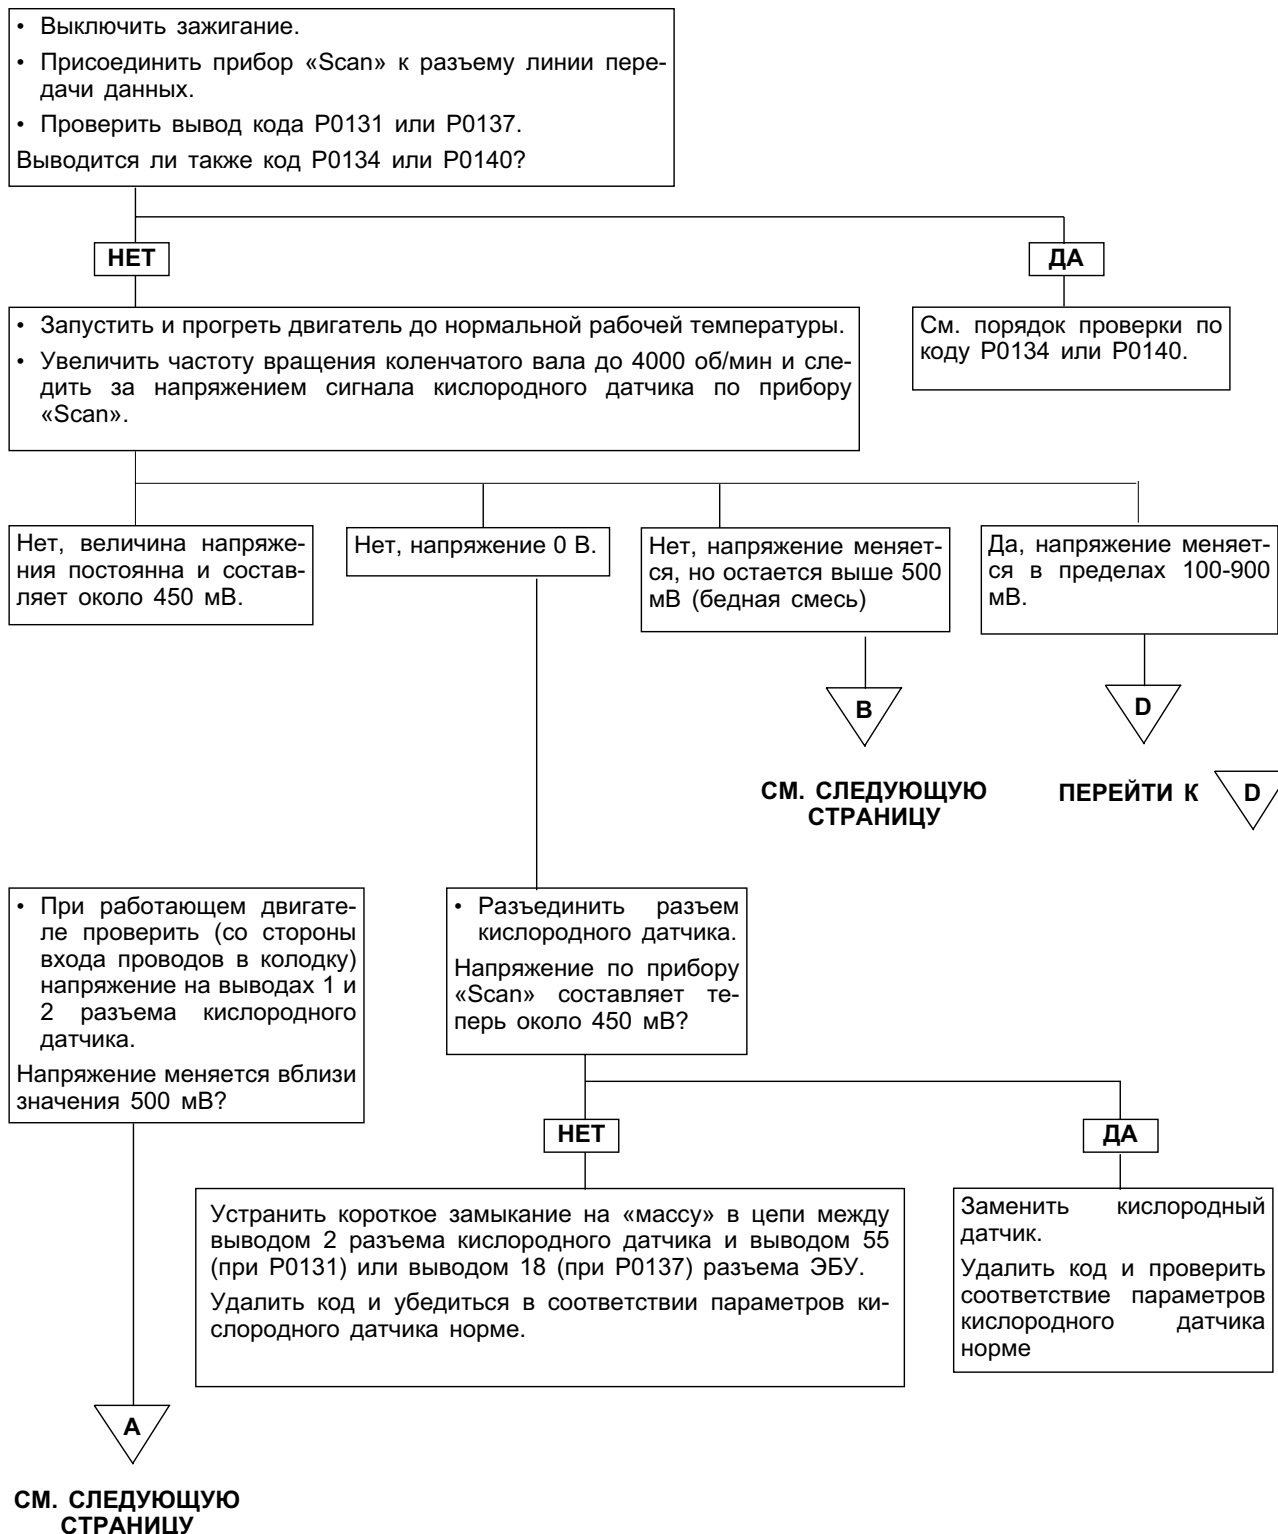 • Выключить зажигание.
• Присоединить прибор «Scan» к разъему линии пере-
дачи данных.
• Проверить вывод кода P0131 или P0137.
Выводится ли также код P0134 или P0140?
НЕТ
ДА
• Запустить и прогреть двигатель до нормальной рабочей температуры.
• Увеличить частоту вращения коленчатого вала до 4000 об/мин и сле-
дить за напряжением сигнала кислородного датчика по прибору
«Scan».
См. порядок проверки по
коду P0134 или P0140.
Нет, величина напряже-
ния постоянна и состав-
ляет около 450 мВ.
Нет, напряжение 0 В.
Нет, напряжение меняет-
ся, но остается выше 500
мВ (бедная смесь)
Да, напряжение меняет-
ся в пределах 100-900
мВ.
B
D
СМ. СЛЕДУЮЩУЮ
СТРАНИЦУ
ПЕРЕЙТИ К
D
• При работающем двигате-
ле проверить (со стороны
входа проводов в колодку)
напряжение на выводах 1 и
2 разъема кислородного
датчика.
Напряжение меняется вблизи
значения 500 мВ?
• Разъединить разъем
кислородного датчика.
Напряжение по прибору
«Scan» составляет те-
перь около 450 мВ?
НЕТ
ДА
Устранить короткое замыкание на «массу» в цепи между
выводом 2 разъема кислородного датчика и выводом 55
(при P0131) или выводом 18 (при P0137) разъема ЭБУ.
Удалить код и убедиться в соответствии параметров ки-
слородного датчика норме.
Заменить кислородный
датчик.
Удалить код и проверить
соответствие параметров
кислородного датчика
норме
A
СМ. СЛЕДУЮЩУЮ
СТРАНИЦУ